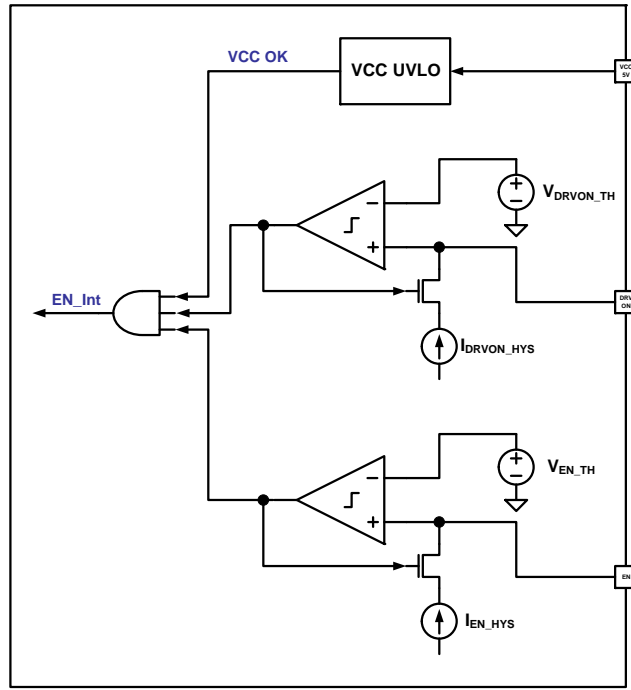 VCC OK
VCC UVLO
VCC
5V
VDRVON_TH
EN_Int
DRV
ON
IDRVON_HYS
VEN_TH
EN
IEN_HYS